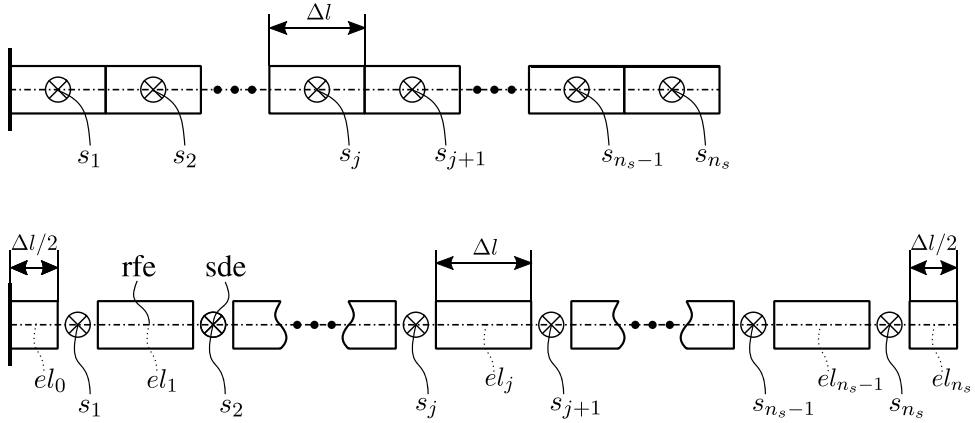 Δl
s₁ s₂ sⱼ sⱼ₊₁ sₙₛ₋₁ sₙₛ
Δl/2 rfe sde Δl Δl/2
el₀ s₁ el₁ s₂ sⱼ elⱼ sⱼ₊₁ sₙₛ₋₁ elₙₛ₋₁ sₙₛ elₙₛ